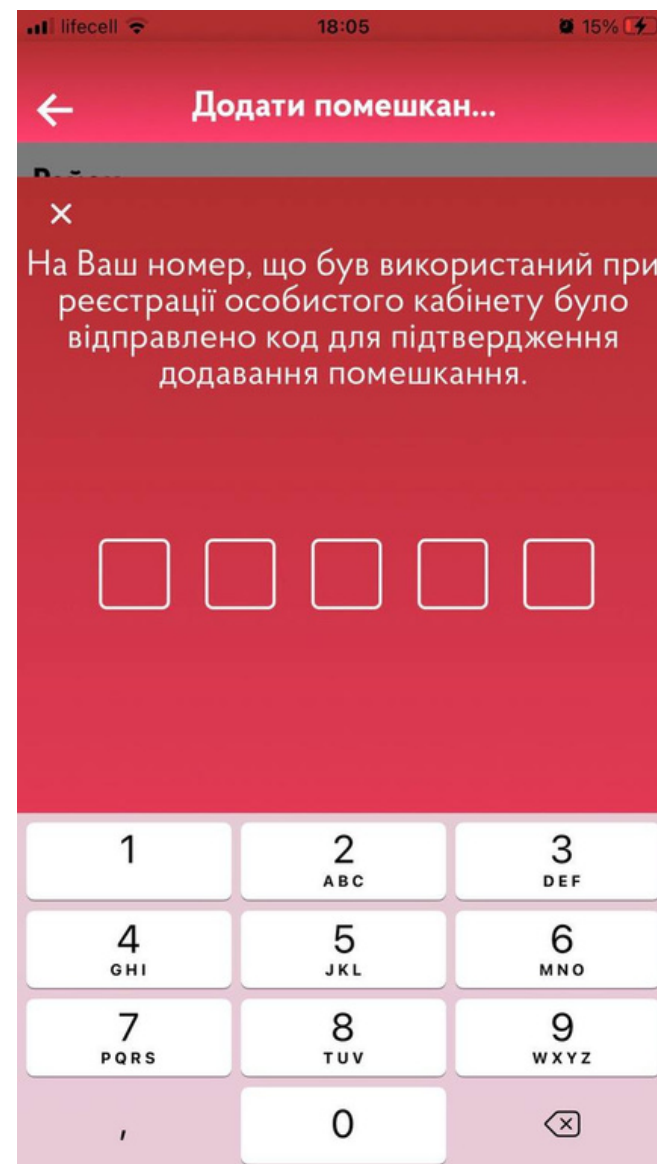 lifecell 18:05 15%
Додати помешкан...
×
На Ваш номер, що був використаний при
реєстрації особистого кабінету було
відправлено код для підтвердження
додавання помешкання.
1 2 3
ABC DEF
4 5 6
GHI JKL MNO
7 8 9
PQRS TUV WXYZ
, 0